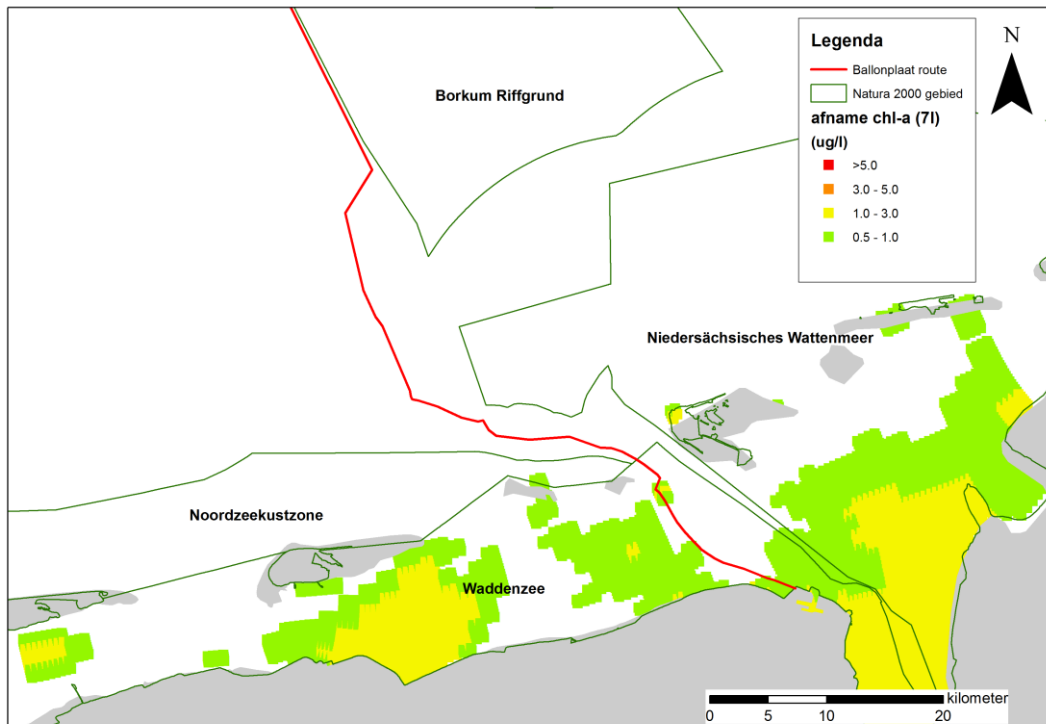 Legenda
Ballonplaat route
Natura 2000 gebied
afname chl-a (7l)
(ug/l)
>5.0
3.0 - 5.0
1.0 - 3.0
0.5 - 1.0
N
Borkum Riffgrund
Niedersächsisches Wattenmeer
Noordzeekustzone
Waddenzee
kilometer
0 5 10 20